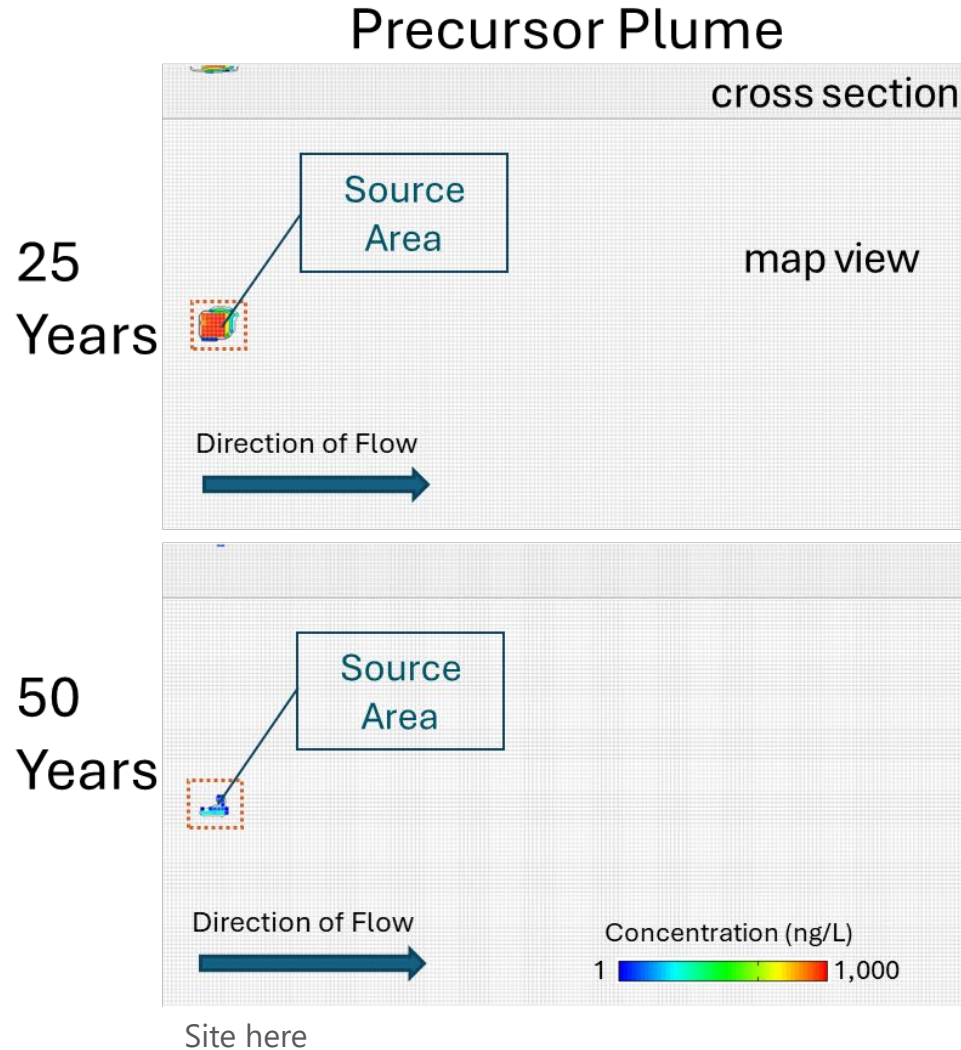 Precursor Plume
cross section
Source
Area
map view
25
Years
Direction of Flow
Source
Area
50
Years
Direction of Flow
Concentration (ng/L)
1 1,000
Site here